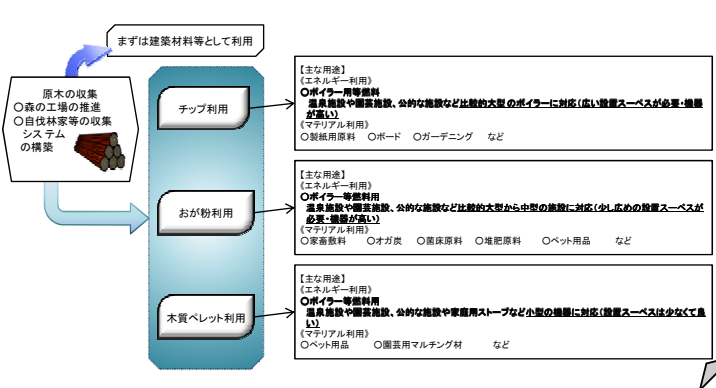 まずは建築材料等として利用
原木の収集
○森の工場の推進
○自伐林家等の収集
システム
の構築
チップ利用
【主な用途】
《エネルギー利用》
○ボイラー用等燃料
温泉施設や園芸施設、公的な施設など比較的大型のボイラーに対応（広い設置スーペスが必要・機器
が高い）
《マテリアル利用》
○製紙用原料 ○ボード ○ガーデニング など
おが粉利用
【主な用途】
《エネルギー利用》
○ボイラー等燃料用
温泉施設や園芸施設、公的な施設など比較的大型から中型の施設に対応（少し広めの設置スーペスが
必要・機器が高い）
《マテリアル利用》
○家畜敷料 ○オガ炭 ○菌床原料 ○堆肥原料 ○ペット用品 など
木質ペレット利用
【主な用途】
《エネルギー利用》
○ボイラー等燃料用
温泉施設や園芸施設、公的な施設や家庭用ストーブなど小型の機器に対応（設置スーペスは少なくて良
い）
《マテリアル利用》
○ペット用品 ○園芸用マルチング材 など